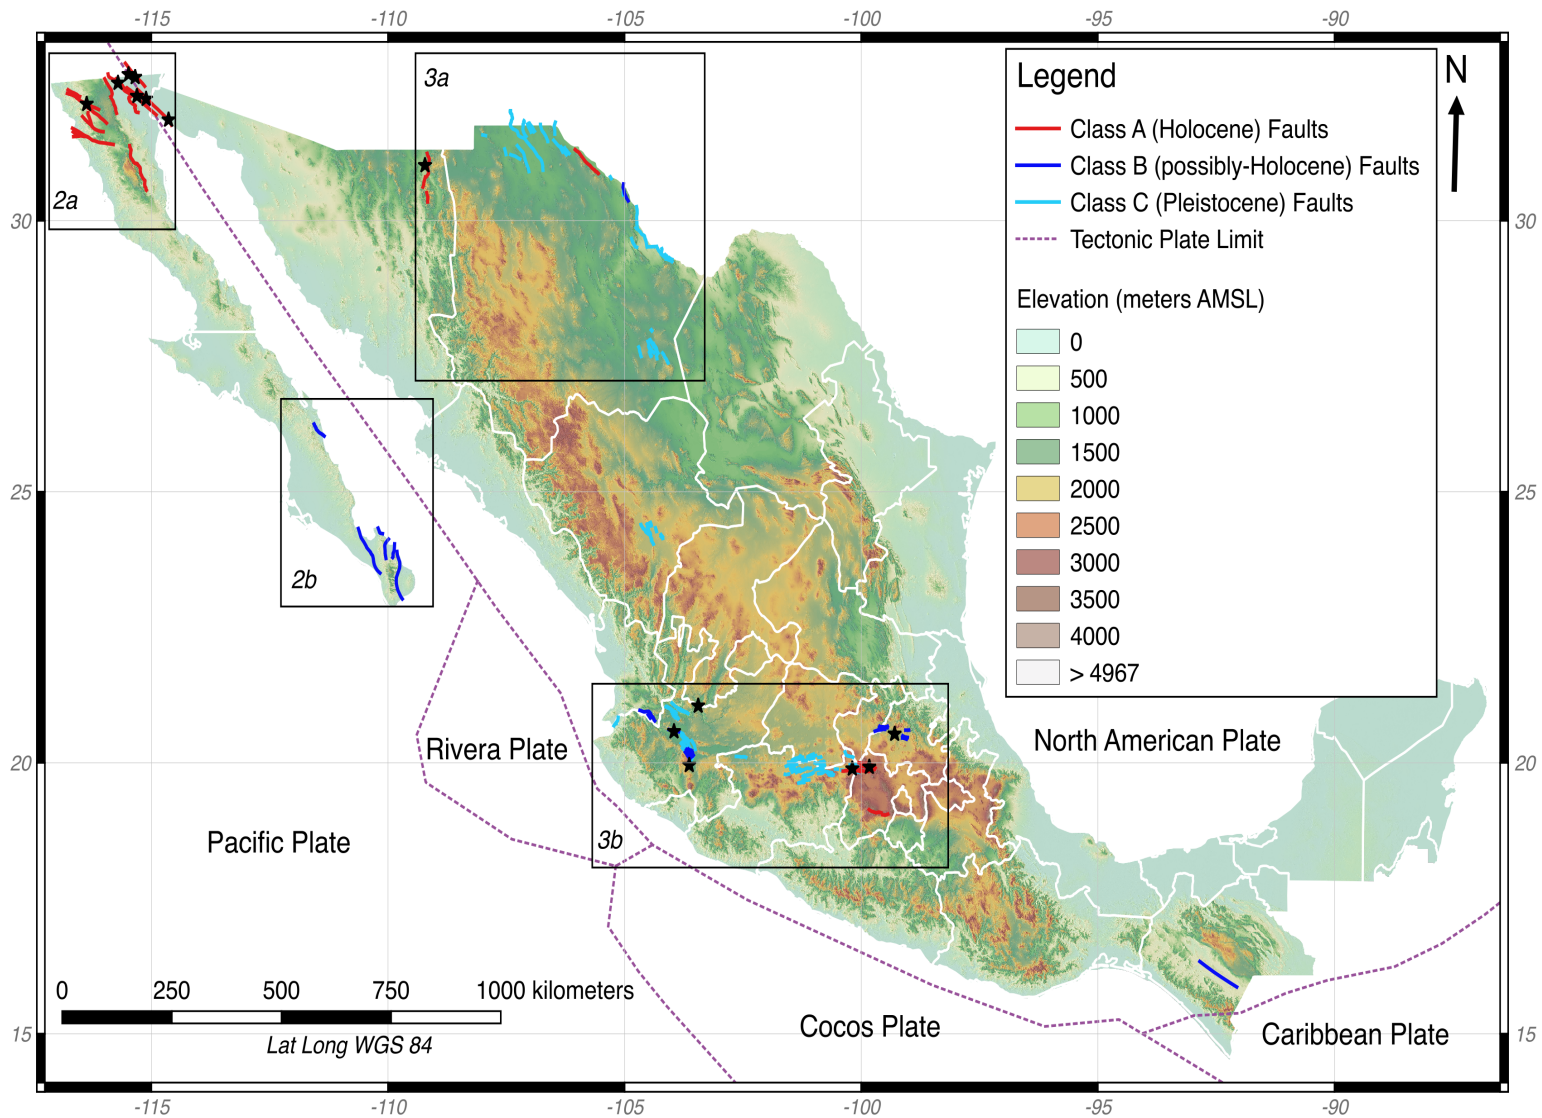 -115 -110 -105 -100 -95 -90
3a
2a
Legend
Class A (Holocene) Faults
Class B (possibly-Holocene) Faults
Class C (Pleistocene) Faults
Tectonic Plate Limit
N
30 30
Elevation (meters AMSL)
0
500
1000
1500
2000
2500
3000
3500
4000
> 4967
25 25
2b
Rivera Plate
North American Plate
20 20
3b
Pacific Plate
0 250 500 750 1000 kilometers
Lat Long WGS 84
Cocos Plate
Caribbean Plate
15 15
-115 -110 -105 -100 -95 -90